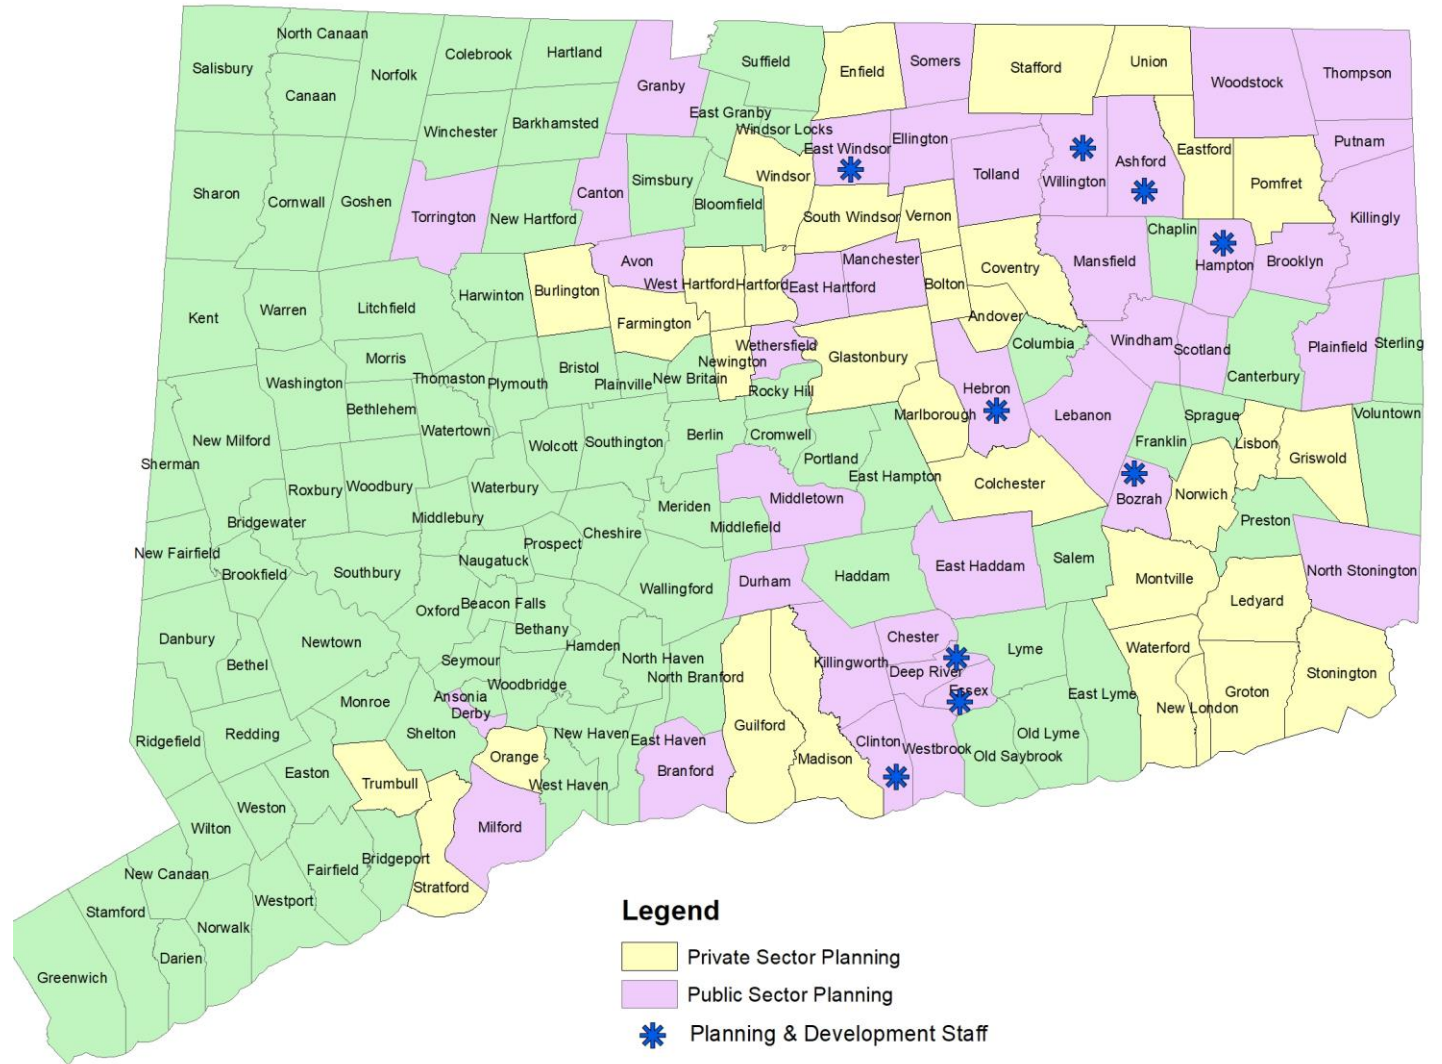 North Canaan
Salisbury
Canaan
Norfolk
Colebrook
Hartland
Granby
Suffield
Enfield
Somers
Stafford
Union
Woodstock
Thompson
Winchester
Barkhamsted
East Granby
Windsor Locks
East Windsor
Ellington
Tolland
Willington
Ashford
Eastford
Pomfret
Putnam
Killingly
Sharon
Cornwall
Goshen
Torrington
New Hartford
Canton
Simsbury
Bloomfield
Windsor
South Windsor
Vernon
Coventry
Mansfield
Chaplin
Hampton
Brooklyn
Kent
Warren
Litchfield
Harwinton
Burlington
Avon
West Hartford
Hartford
East Hartford
Manchester
Bolton
Andover
Farmington
Columbia
Windham
Scotland
Canterbury
Plainfield
Sterling
Morris
Washington
Bethlehem
Thomaston
Plymouth
Bristol
Plainville
New Britain
Newington
Wethersfield
Rocky Hill
Glastonbury
Marlborough
Hebron
Lebanon
Franklin
Sprague
Lisbon
Griswold
Voluntown
New Milford
Sherman
Watertown
Wolcott
Southington
Berlin
Cromwell
Portland
East Hampton
Colchester
Bozrah
Norwich
Preston
Roxbury
Woodbury
Waterbury
Middlebury
Bridgewater
Meriden
Middletown
Middlefield
Cheshire
Prospect
Naugatuck
New Fairfield
Brookfield
Southbury
Oxford
Beacon Falls
Bethany
Wallingford
Durham
Haddam
East Haddam
Salem
Montville
Ledyard
North Stonington
Danbury
Bethel
Newtown
Seymour
Woodbridge
Hamden
North Haven
North Branford
Killingworth
Chester
Deep River
Essex
Lyme
East Lyme
Waterford
New London
Groton
Stonington
Ridgefield
Redding
Monroe
Ansonia
Derby
Shelton
Orange
New Haven
West Haven
East Haven
Branford
Guilford
Madison
Clinton
Westbrook
Old Saybrook
Old Lyme
Easton
Trumbull
Weston
Wilton
Milford
Stratford
Bridgeport
Fairfield
Westport
New Canaan
Stamford
Norwalk
Darien
Greenwich
Legend
Private Sector Planning
Public Sector Planning
Planning & Development Staff